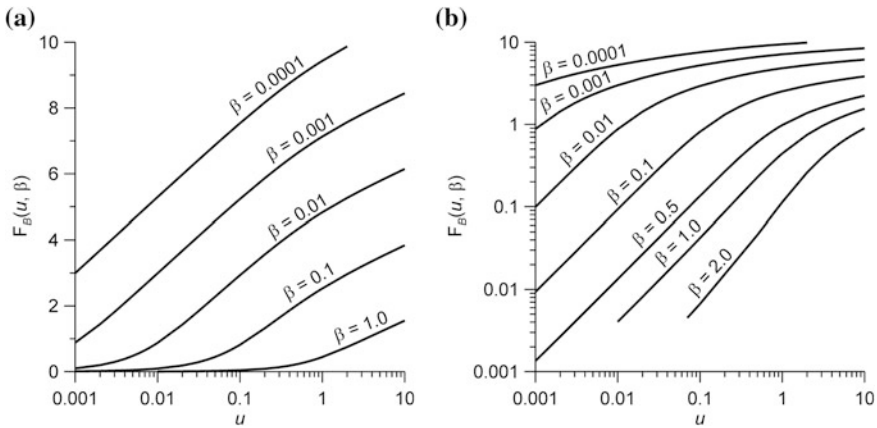 (a)
10
8
6
4
2
0
F_B(u, β)
0.001
0.01
0.1
1
10
u
β = 0.0001
β = 0.001
β = 0.01
β = 0.1
β = 1.0
(b)
10
1
0.1
0.01
0.001
F_B(u, β)
0.001
0.01
0.1
1
10
u
β = 0.0001
β = 0.001
β = 0.01
β = 0.1
β = 0.5
β = 1.0
β = 2.0